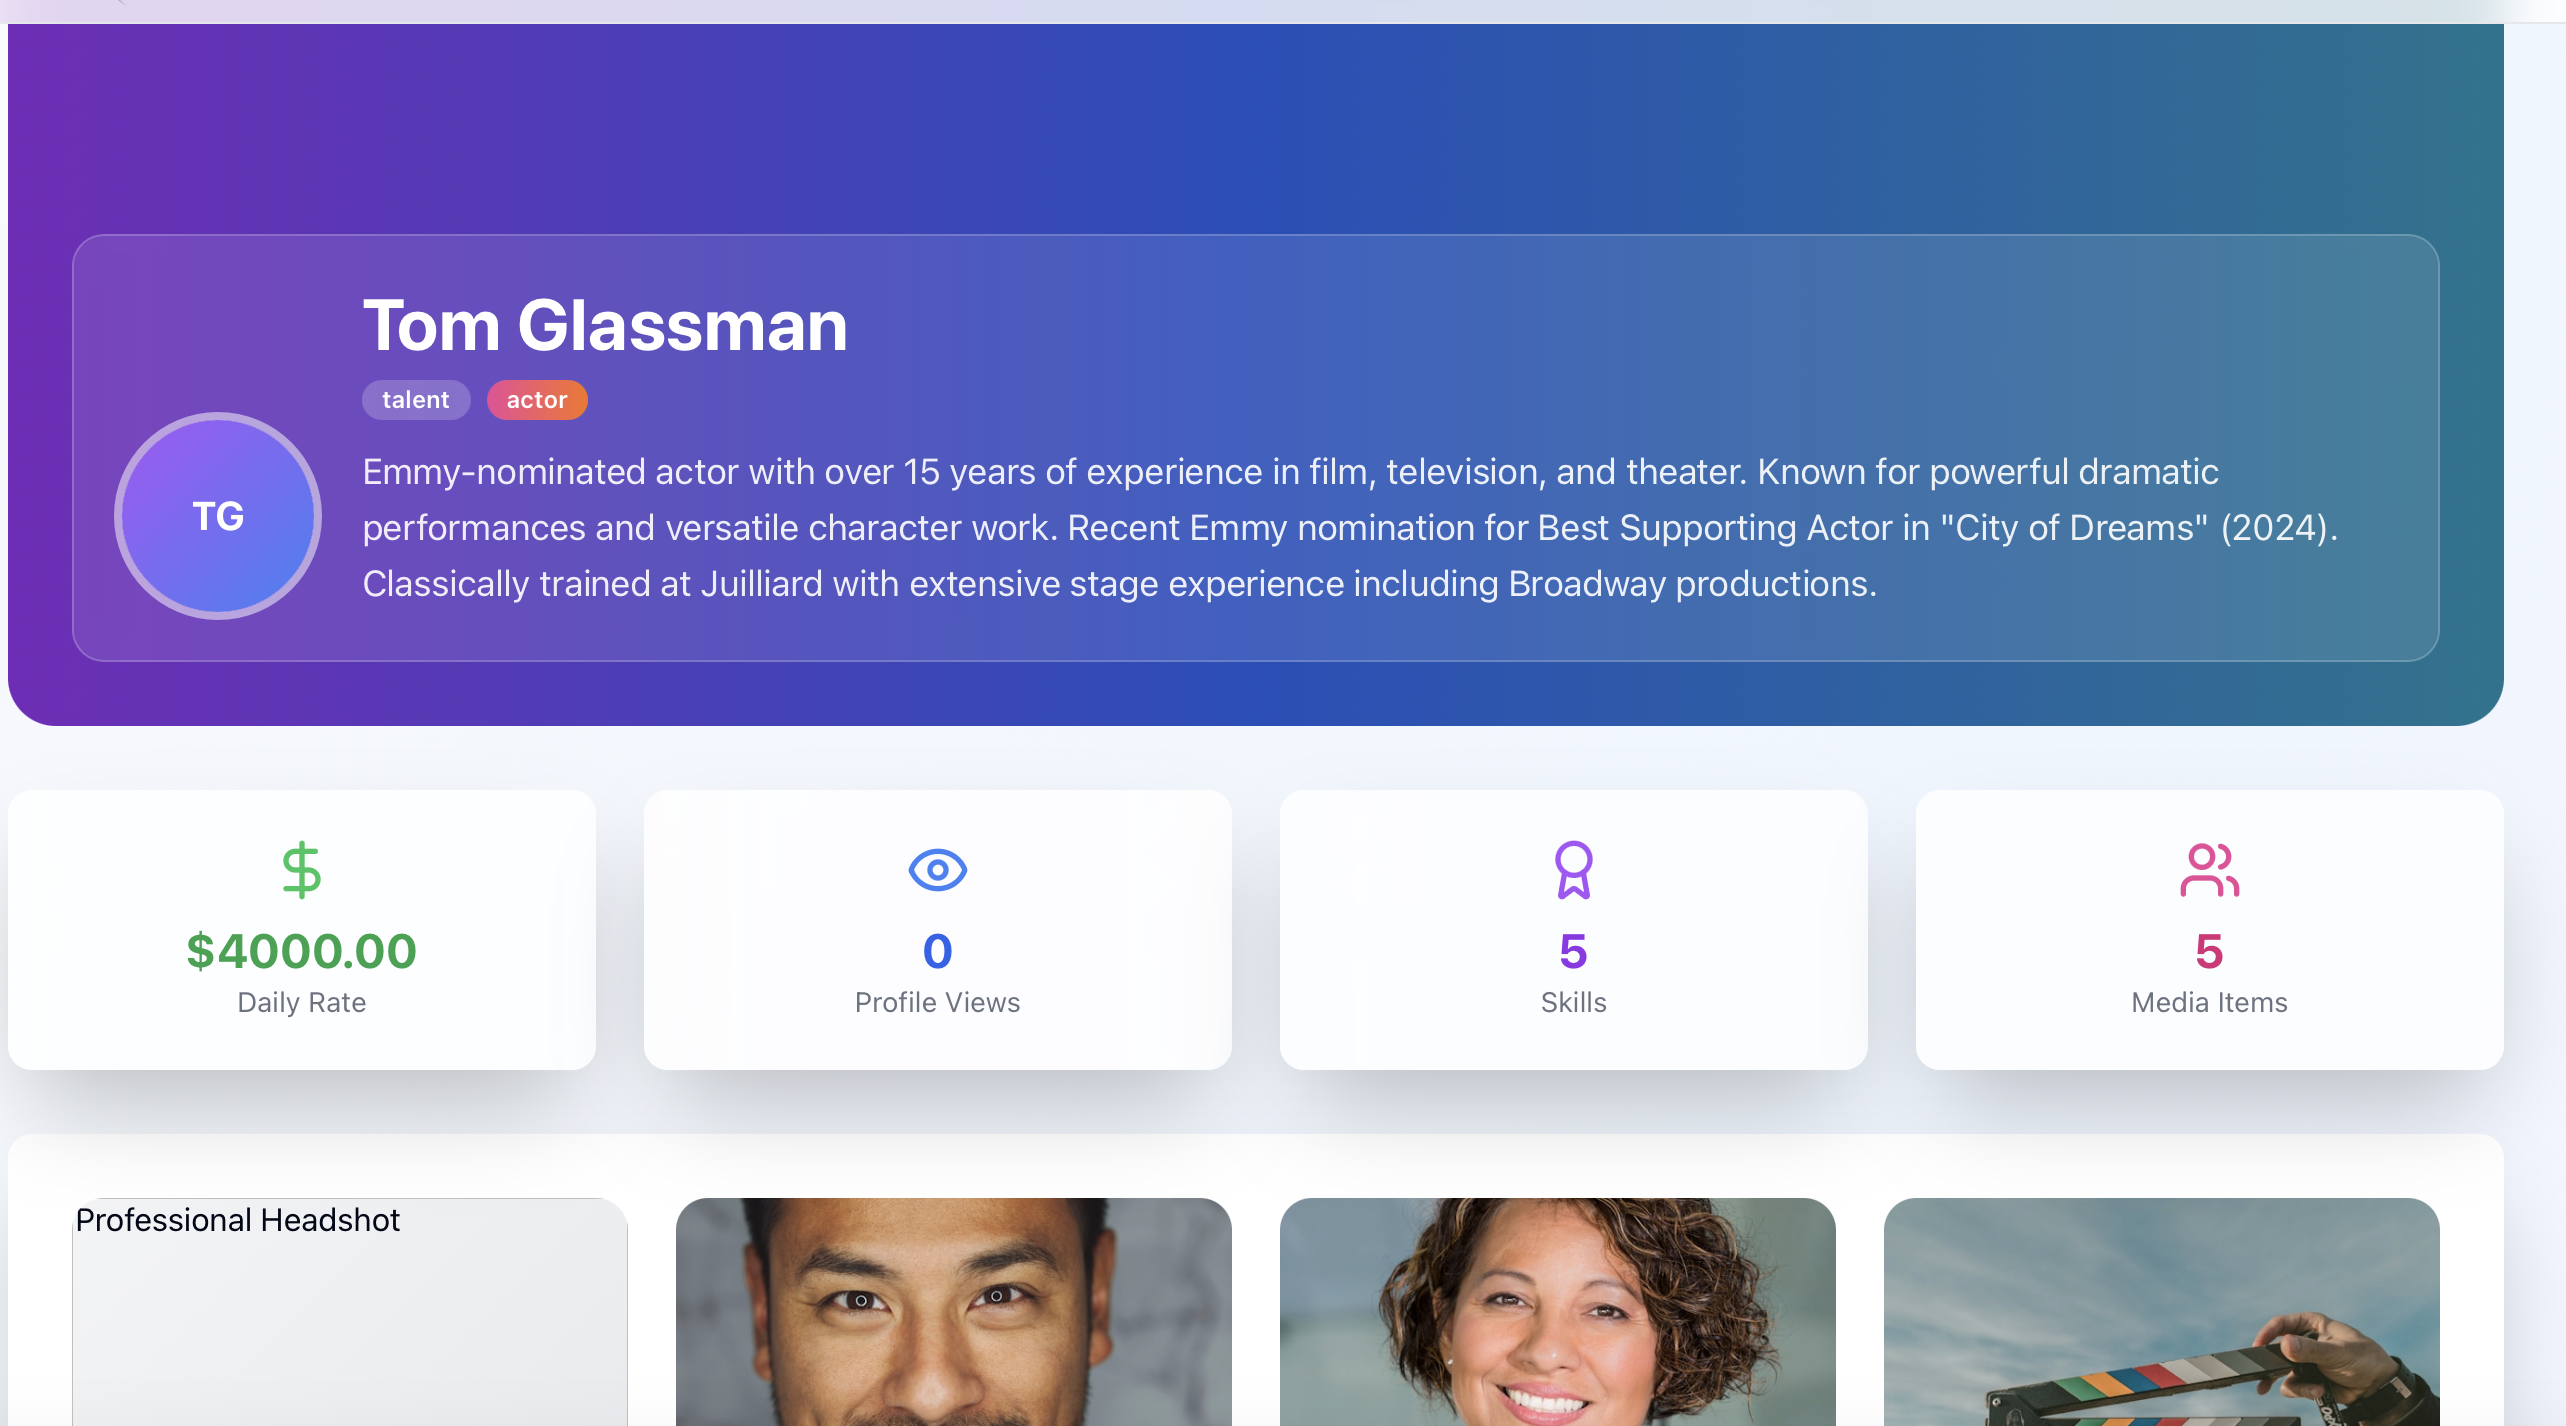 Tom Glassman
talent actor
Emmy-nominated actor with over 15 years of experience in film, television, and theater. Known for powerful dramatic
performances and versatile character work. Recent Emmy nomination for Best Supporting Actor in "City of Dreams" (2024).
Classically trained at Juilliard with extensive stage experience including Broadway productions.
TG
$4000.00
Daily Rate
0
Profile Views
5
Skills
5
Media Items
Professional Headshot